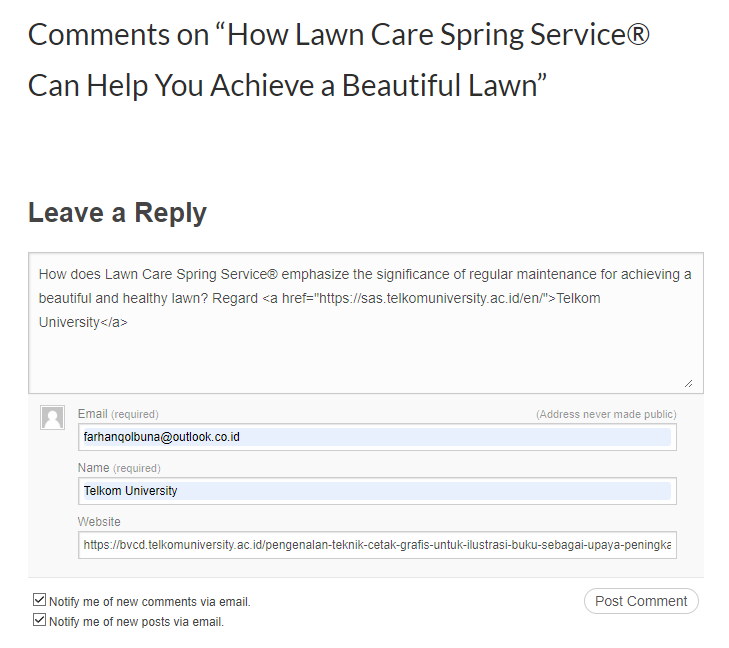 Comments on “How Lawn Care Spring Service®
Can Help You Achieve a Beautiful Lawn”
Leave a Reply
How does Lawn Care Spring Service® emphasize the significance of regular maintenance for achieving a
beautiful and healthy lawn? Regard <a href="https://sas.telkomuniversity.ac.id/en/">Telkom
University</a>
Email (required) (Address never made public)
farhanqolbuna@outlook.co.id
Name (required)
Telkom University
Website
https://bvcd.telkomuniversity.ac.id/pengenalan-teknik-cetak-grafis-untuk-ilustrasi-buku-sebagai-upaya-peningka
Notify me of new comments via email. Post Comment
Notify me of new posts via email.